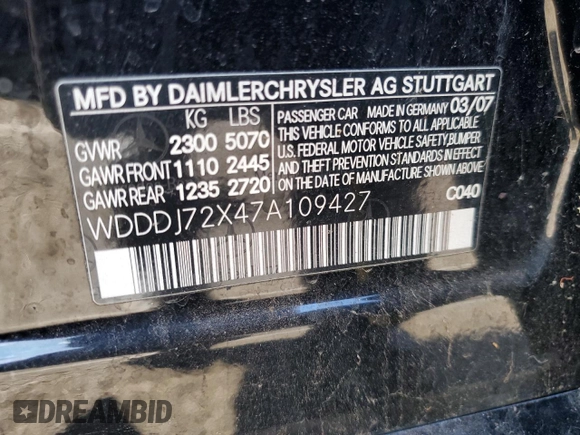 MFD BY DAIMLERCHRYSLER AG STUTTGART
KG LBS
GVWR 2300 5070
GAWR FRONT 1110 2445
GAWR REAR 1235 2720
PASSENGER CAR MADE IN GERMANY 03/07
THIS VEHICLE CONFORMS TO ALL APPLICABLE
U.S. FEDERAL MOTOR VEHICLE SAFETY, BUMPER
AND THEFT PREVENTION STANDARDS IN EFFECT
ON THE DATE OF MANUFACTURE SHOWN ABOVE.
WDDDJ72X47A109427
C040
DREAMBID